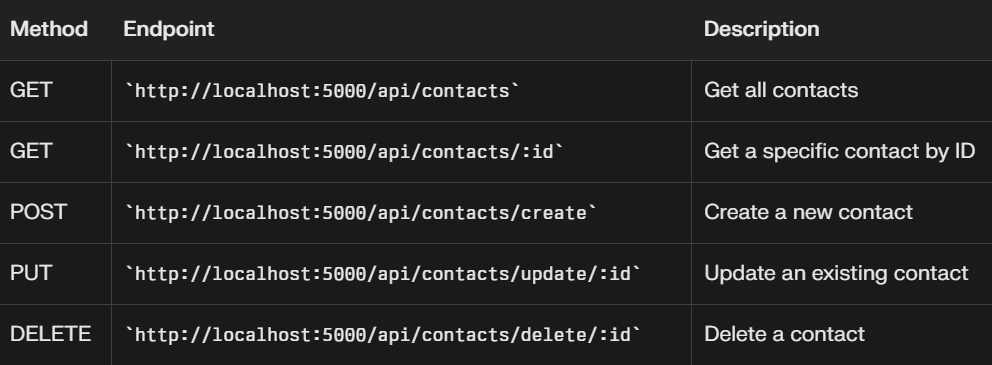 Method Endpoint Description
GET `http://localhost:5000/api/contacts` Get all contacts
GET `http://localhost:5000/api/contacts/:id` Get a specific contact by ID
POST `http://localhost:5000/api/contacts/create` Create a new contact
PUT `http://localhost:5000/api/contacts/update/:id` Update an existing contact
DELETE `http://localhost:5000/api/contacts/delete/:id` Delete a contact